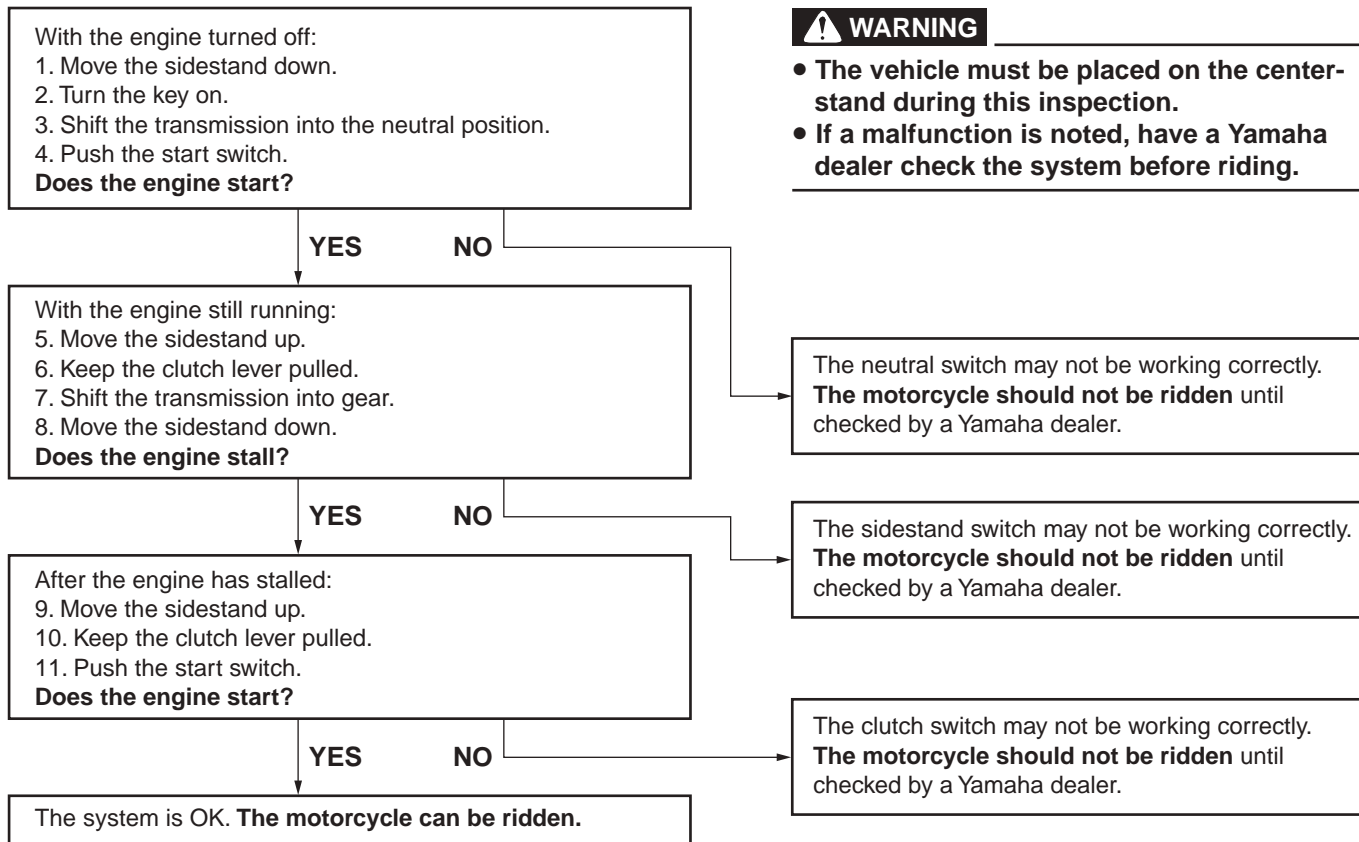 With the engine turned off:
1. Move the sidestand down.
2. Turn the key on.
3. Shift the transmission into the neutral position.
4. Push the start switch.
Does the engine start?
WARNING
● The vehicle must be placed on the center-
stand during this inspection.
● If a malfunction is noted, have a Yamaha
dealer check the system before riding.
YES NO
With the engine still running:
5. Move the sidestand up.
6. Keep the clutch lever pulled.
7. Shift the transmission into gear.
8. Move the sidestand down.
Does the engine stall?
The neutral switch may not be working correctly.
The motorcycle should not be ridden until
checked by a Yamaha dealer.
YES NO
After the engine has stalled:
9. Move the sidestand up.
10. Keep the clutch lever pulled.
11. Push the start switch.
Does the engine start?
The sidestand switch may not be working correctly.
The motorcycle should not be ridden until
checked by a Yamaha dealer.
YES NO
The system is OK. The motorcycle can be ridden.
The clutch switch may not be working correctly.
The motorcycle should not be ridden until
checked by a Yamaha dealer.